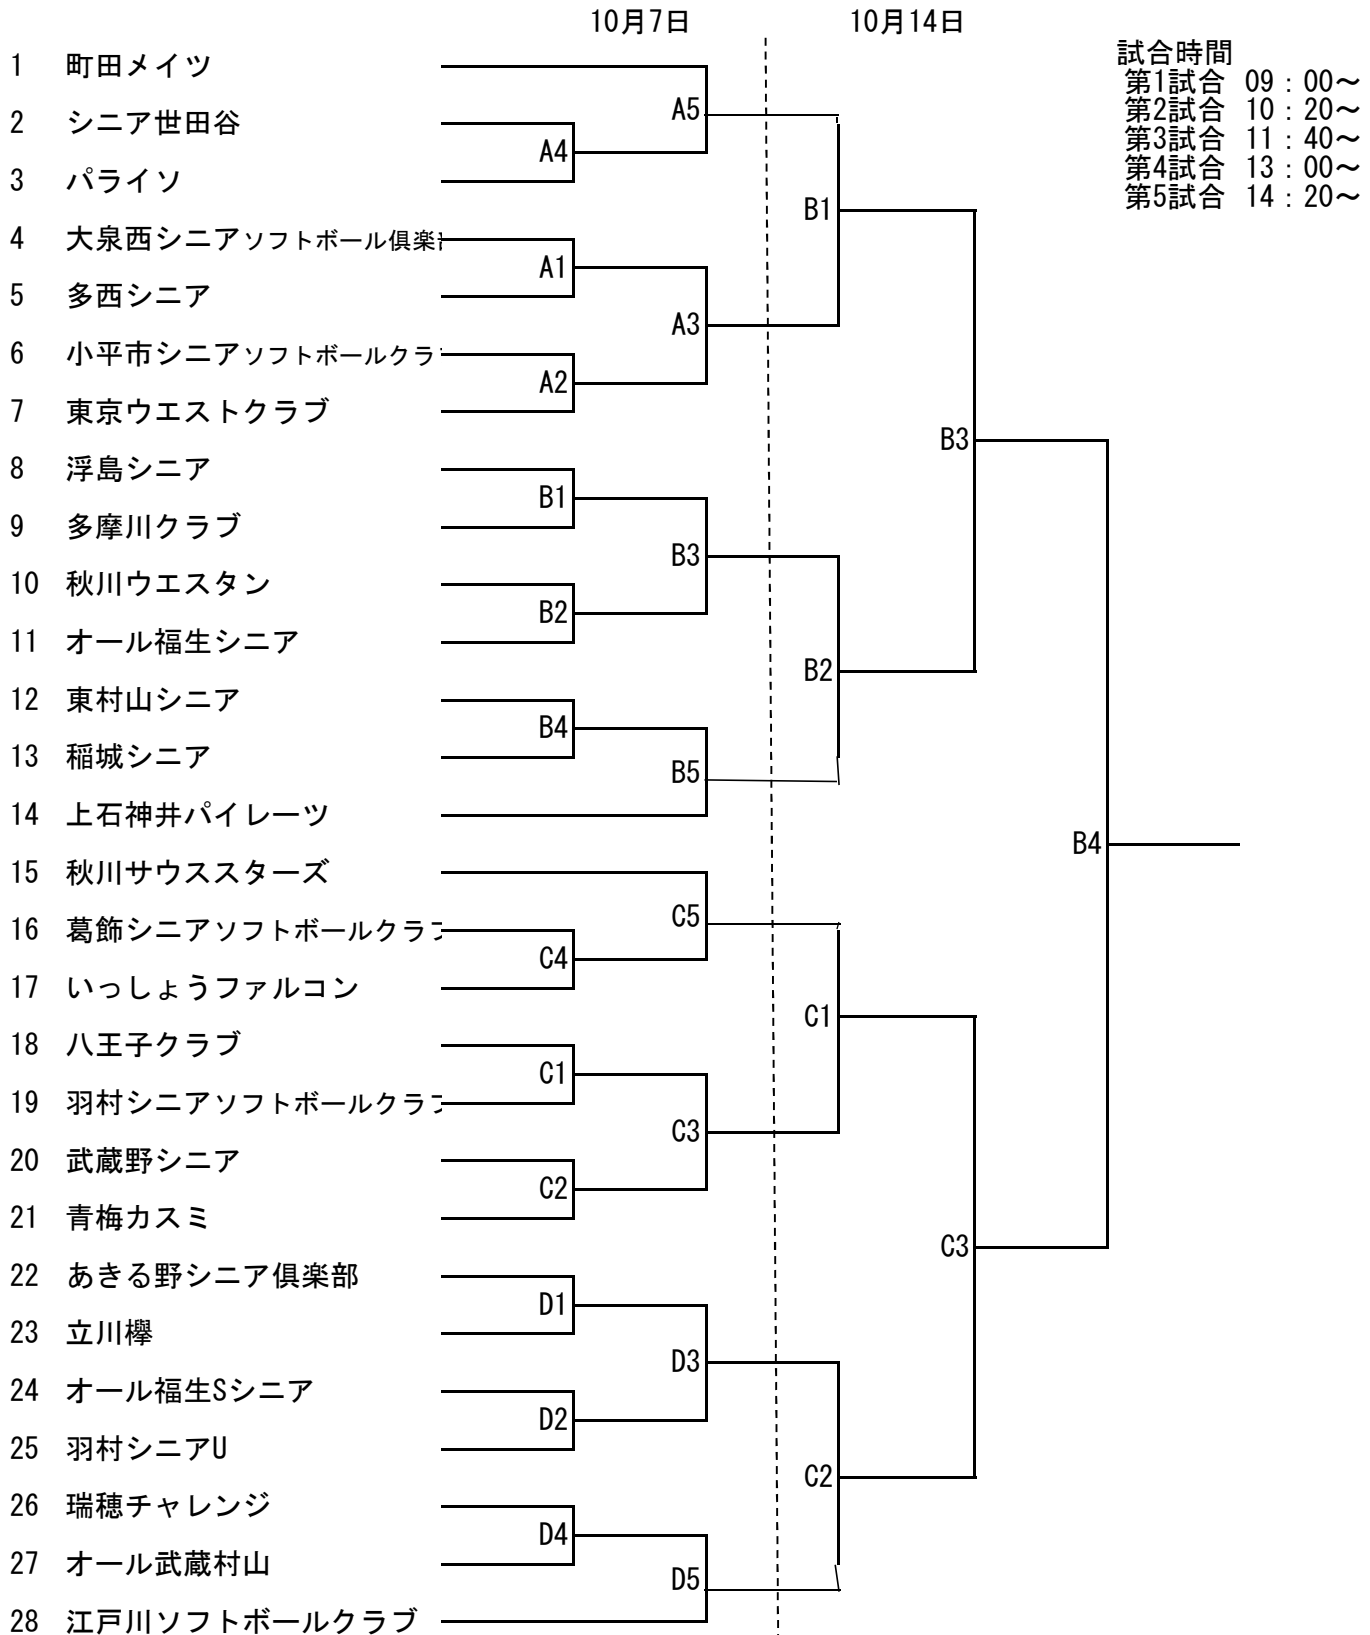 10月7日 10月14日
試合時間
第1試合 09：00～
第2試合 10：20～
第3試合 11：40～
第4試合 13：00～
第5試合 14：20～
1 町田メイツ
A5
2 シニア世田谷
A4
3 パライソ
B1
4 大泉西シニアソフトボール倶楽
A1
5 多西シニア
A3
6 小平市シニアソフトボールクラ
A2
7 東京ウエストクラブ
B3
8 浮島シニア
B1
9 多摩川クラブ
B3
10 秋川ウエスタン
B2
11 オール福生シニア
B2
12 東村山シニア
B4
13 稲城シニア
B5
14 上石神井パイレーツ
B4
15 秋川サウススターズ
C5
16 葛飾シニアソフトボールクラブ
C4
17 いっしょうファルコン
C1
18 八王子クラブ
C1
19 羽村シニアソフトボールクラブ
C3
20 武蔵野シニア
C2
21 青梅カスミ
C3
22 あきる野シニア倶楽部
D1
23 立川欅
D3
24 オール福生Sシニア
D2
25 羽村シニアU
C2
26 瑞穂チャレンジ
D4
27 オール武蔵村山
D5
28 江戸川ソフトボールクラブ